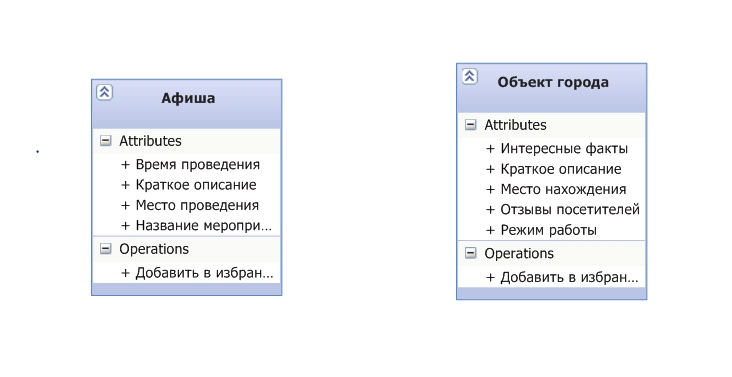 Афиша
Attributes
+ Время проведения
+ Краткое описание
+ Место проведения
+ Название меропри...
Operations
+ Добавить в избран...
Объект города
Attributes
+ Интересные факты
+ Краткое описание
+ Место нахождения
+ Отзывы посетителей
+ Режим работы
Operations
+ Добавить в избран...